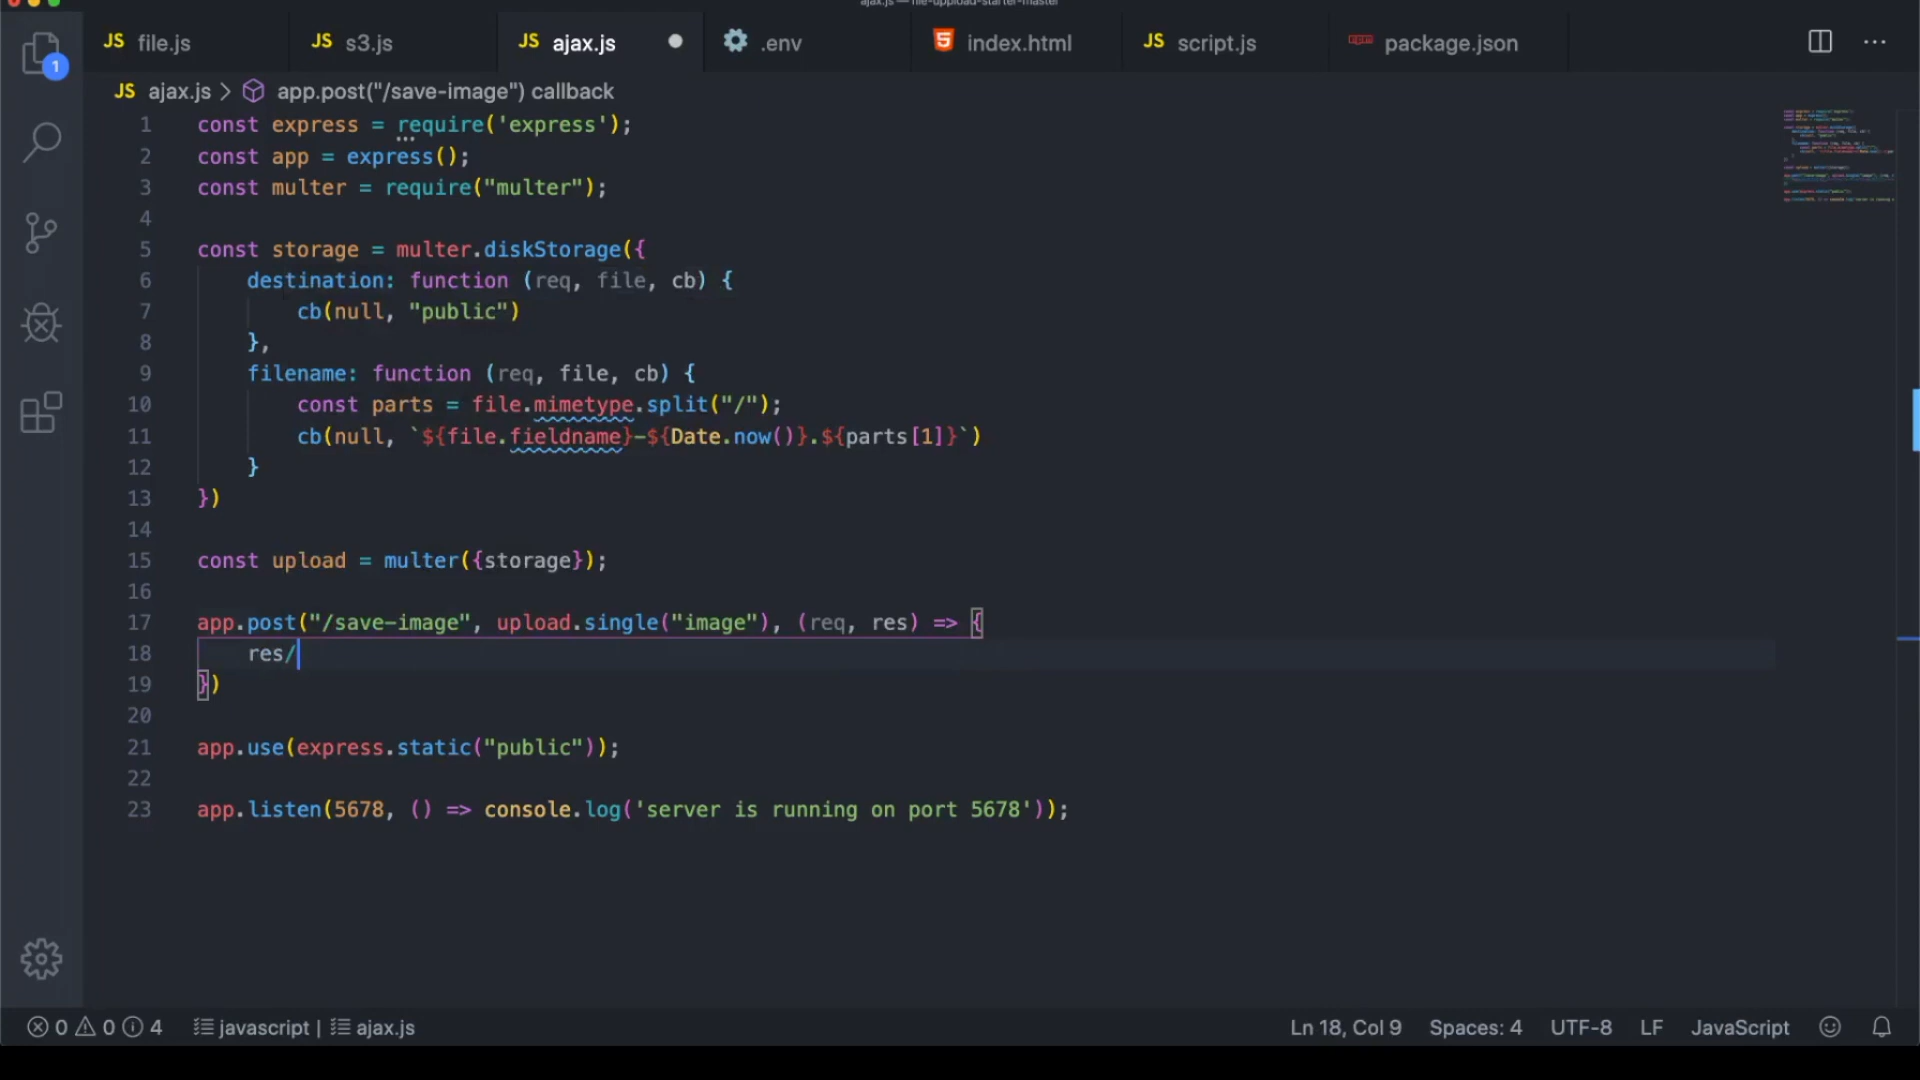 ajax.js — file-uppload-starter-master
JS file.js
JS s3.js
JS ajax.js
.env
index.html
JS script.js
package.json
1
JS ajax.js > app.post("/save-image") callback
1 const express = require('express');
2 const app = express();
3 const multer = require("multer");
4
5 const storage = multer.diskStorage({
6 destination: function (req, file, cb) {
7 cb(null, "public")
8 },
9 filename: function (req, file, cb) {
10 const parts = file.mimetype.split("/");
11 cb(null, `${file.fieldname}-${Date.now()}.${parts[1]}`)
12 }
13 })
14
15 const upload = multer({storage});
16
17 app.post("/save-image", upload.single("image"), (req, res) => {
18 res/
19 })
20
21 app.use(express.static("public"));
22
23 app.listen(5678, () => console.log('server is running on port 5678'));
0 0 4 javascript | ajax.js
Ln 18, Col 9 Spaces: 4 UTF-8 LF JavaScript